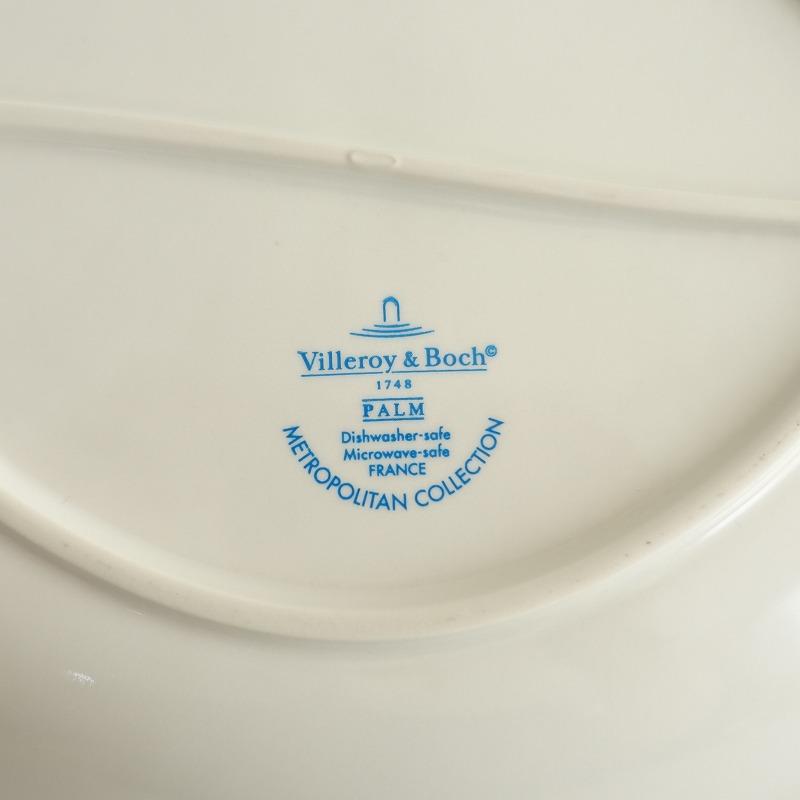 Villeroy & Boch©
1748
PALM
Dishwasher-safe
Microwave-safe
FRANCE
METROPOLITAN COLLECTION